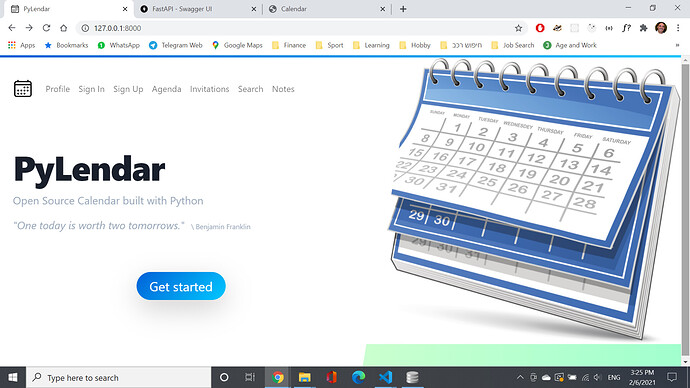 PyLendar
FastAPI - Swagger UI
Calendar
127.0.0.1:8000
Apps
Bookmarks
WhatsApp
Telegram Web
Google Maps
Finance
Sport
Learning
Hobby
חיפוש רכב
Job Search
Age and Work
Profile Sign In Sign Up Agenda Invitations Search Notes
PyLendar
Open Source Calendar built with Python
"One today is worth two tomorrows." \ Benjamin Franklin
Get started
SUNDAY MONDAY TUESDAY WEDNESDAY THURSDAY FRIDAY SATURDAY
1 2 3 4 5 6
8 9 10 11 12 13 14
15 16 17 18 19 20 21
22 23 24 25 26 27 28
29 30 31
29 30
Type here to search
ENG
3:25 PM
2/6/2021